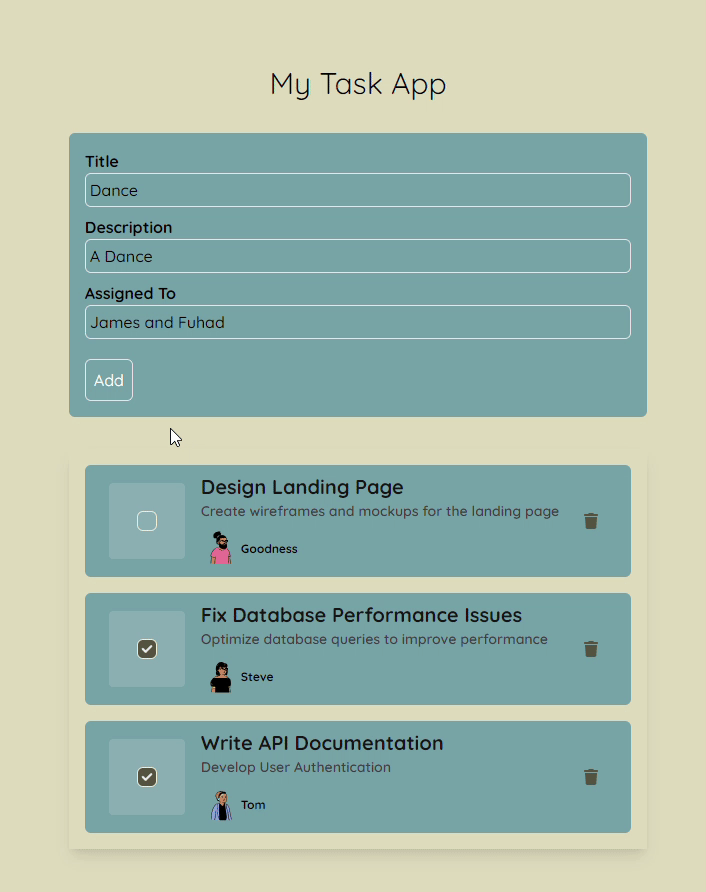 My Task App
Title
Dance
Description
A Dance
Assigned To
James and Fuhad
Add
Design Landing Page
Create wireframes and mockups for the landing page
Goodness
Fix Database Performance Issues
Optimize database queries to improve performance
Steve
Write API Documentation
Develop User Authentication
Tom